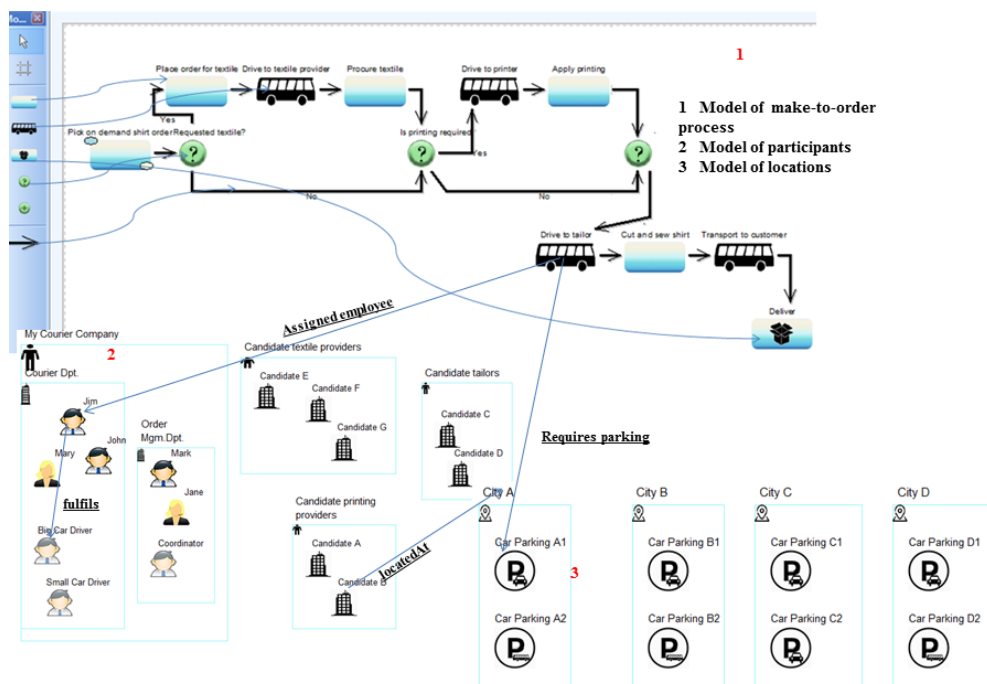 Mo...
1
Place order for textile
Drive to textile provider
Procure textile
Drive to printer
Apply printing
1 Model of make-to-order
process
2 Model of participants
3 Model of locations
Yes
Pick on demand shirt order
Requested textile?
?
Is printing required
?
Yes
?
No
No
Drive to tailor
Cut and sew shirt
Transport to customer
Assigned employee
Deliver
My Courier Company
2
Courier Dpt.
Jim
John
Mary
Order
Mgm.Dpt.
Mark
Jane
fulfils
Big Car Driver
Coordinator
Small Car Driver
Candidate textile providers
Candidate E
Candidate F
Candidate G
Candidate tailors
Candidate C
Candidate D
Requires parking
Candidate printing
providers
Candidate A
Candidate B
locatedAt
City A
City B
City C
City D
Car Parking A1
Car Parking B1
Car Parking C1
Car Parking D1
P
P
P
P
3
Car Parking A2
Car Parking B2
Car Parking C2
Car Parking D2
P
P
P
P